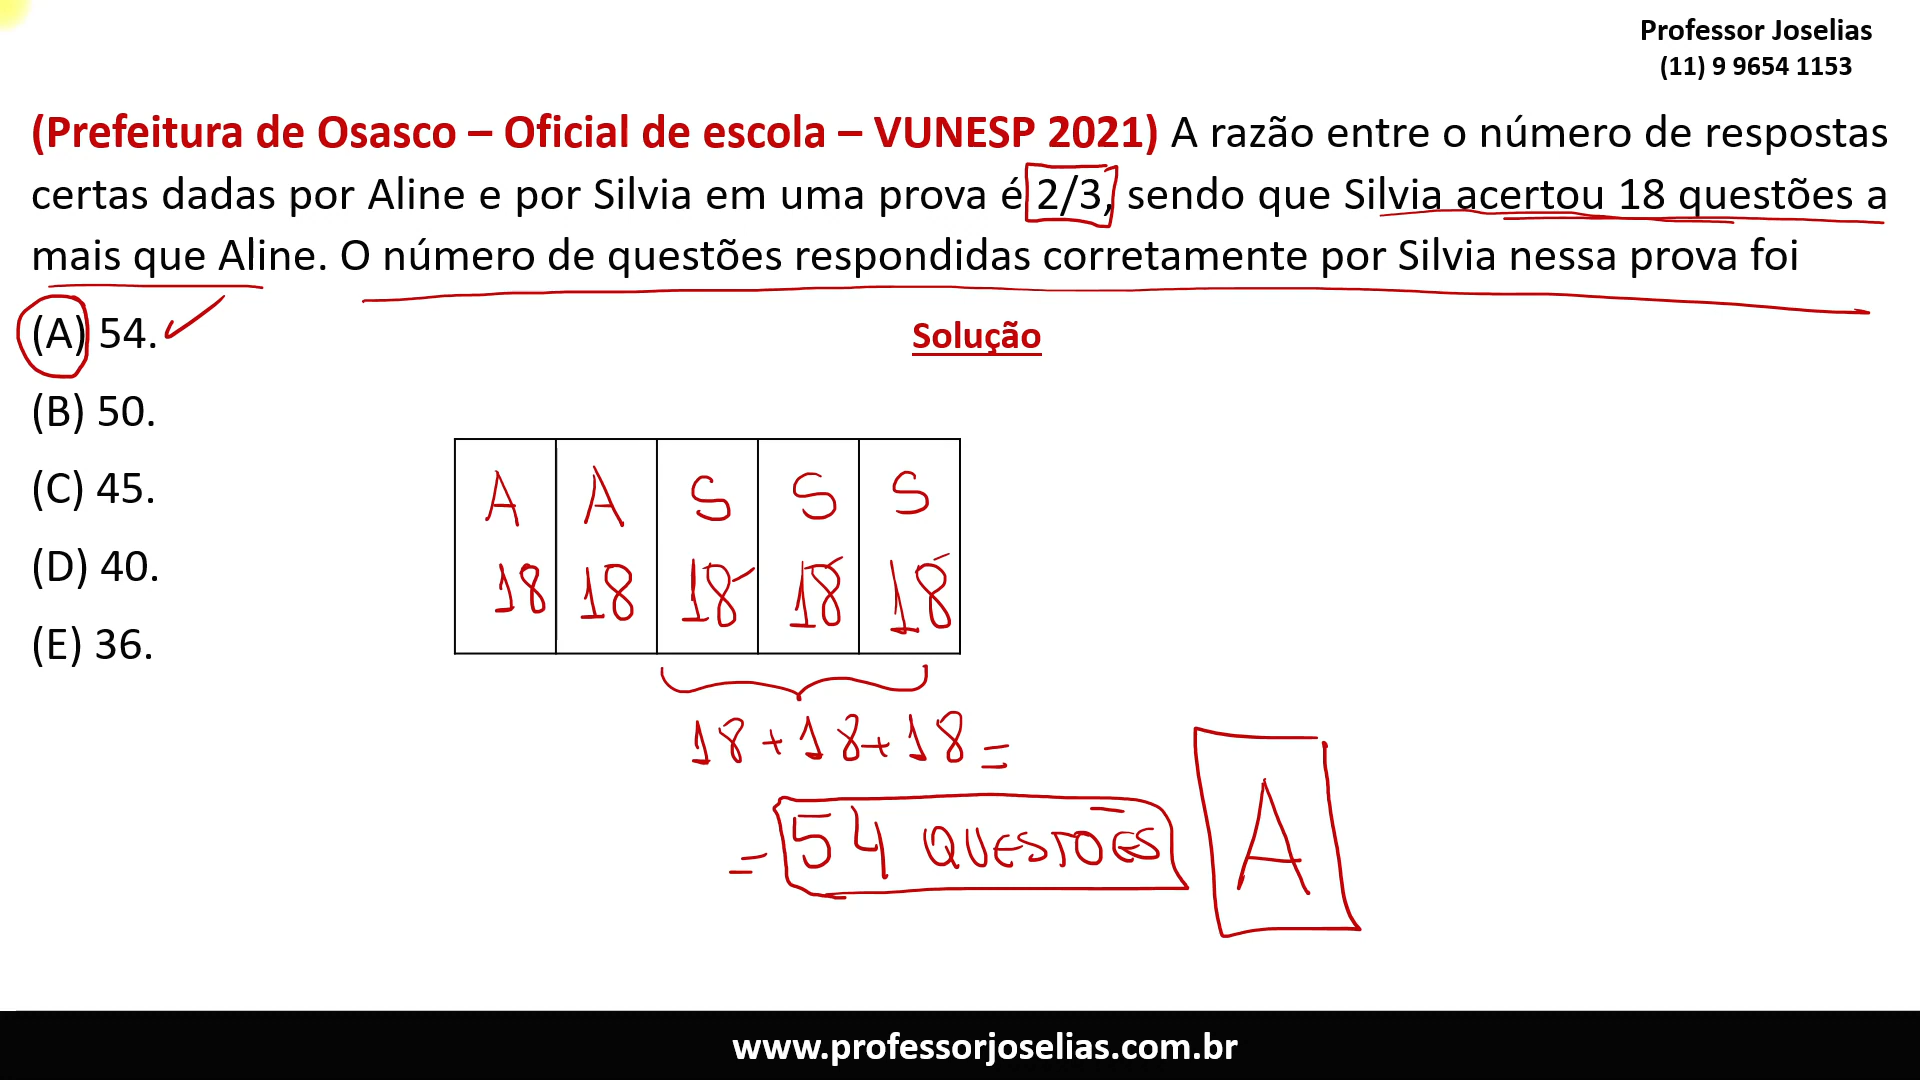 Professor Joselias
(11) 9 9654 1153
(Prefeitura de Osasco – Oficial de escola – VUNESP 2021) A razão entre o número de respostas
certas dadas por Aline e por Silvia em uma prova é 2/3, sendo que Silvia acertou 18 questões a
mais que Aline. O número de questões respondidas corretamente por Silvia nessa prova foi
(A) 54.
Solução
(B) 50.
(C) 45.
(D) 40.
(E) 36.
A A S S S
18 18 18 18 18
18+18+18=
= 54 QUESTÕES
A
www.professorjoselias.com.br